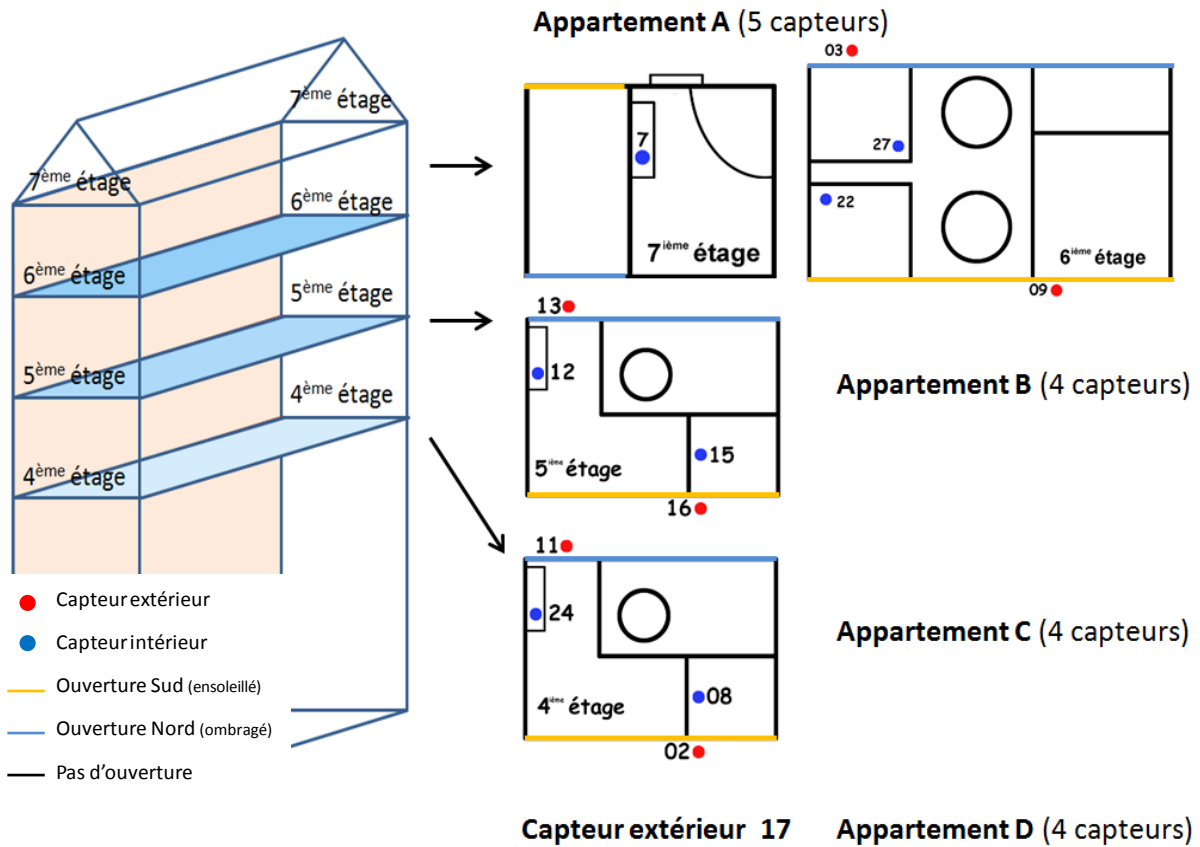 Appartement A (5 capteurs)
03
7ème étage
7ème étage
6ème étage
6ème étage
5ème étage
5ème étage
4ème étage
4ème étage
7
7ième étage
27
22
6ième étage
09
13
12
15
5ième étage
16
Appartement B (4 capteurs)
11
24
08
4ième étage
02
Appartement C (4 capteurs)
Capteur extérieur
Capteur intérieur
Ouverture Sud (ensoleillé)
Ouverture Nord (ombragé)
Pas d'ouverture
Capteur extérieur 17
Appartement D (4 capteurs)